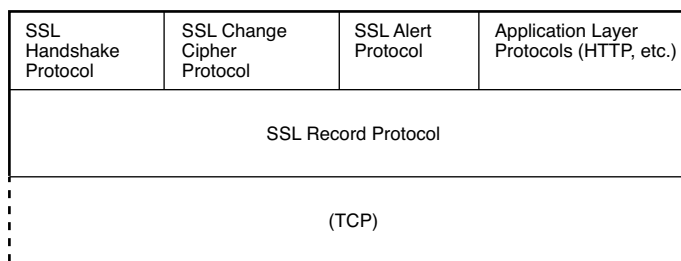 SSL
Handshake
Protocol
SSL Change
Cipher
Protocol
SSL Alert
Protocol
Application Layer
Protocols (HTTP, etc.)
SSL Record Protocol
(TCP)